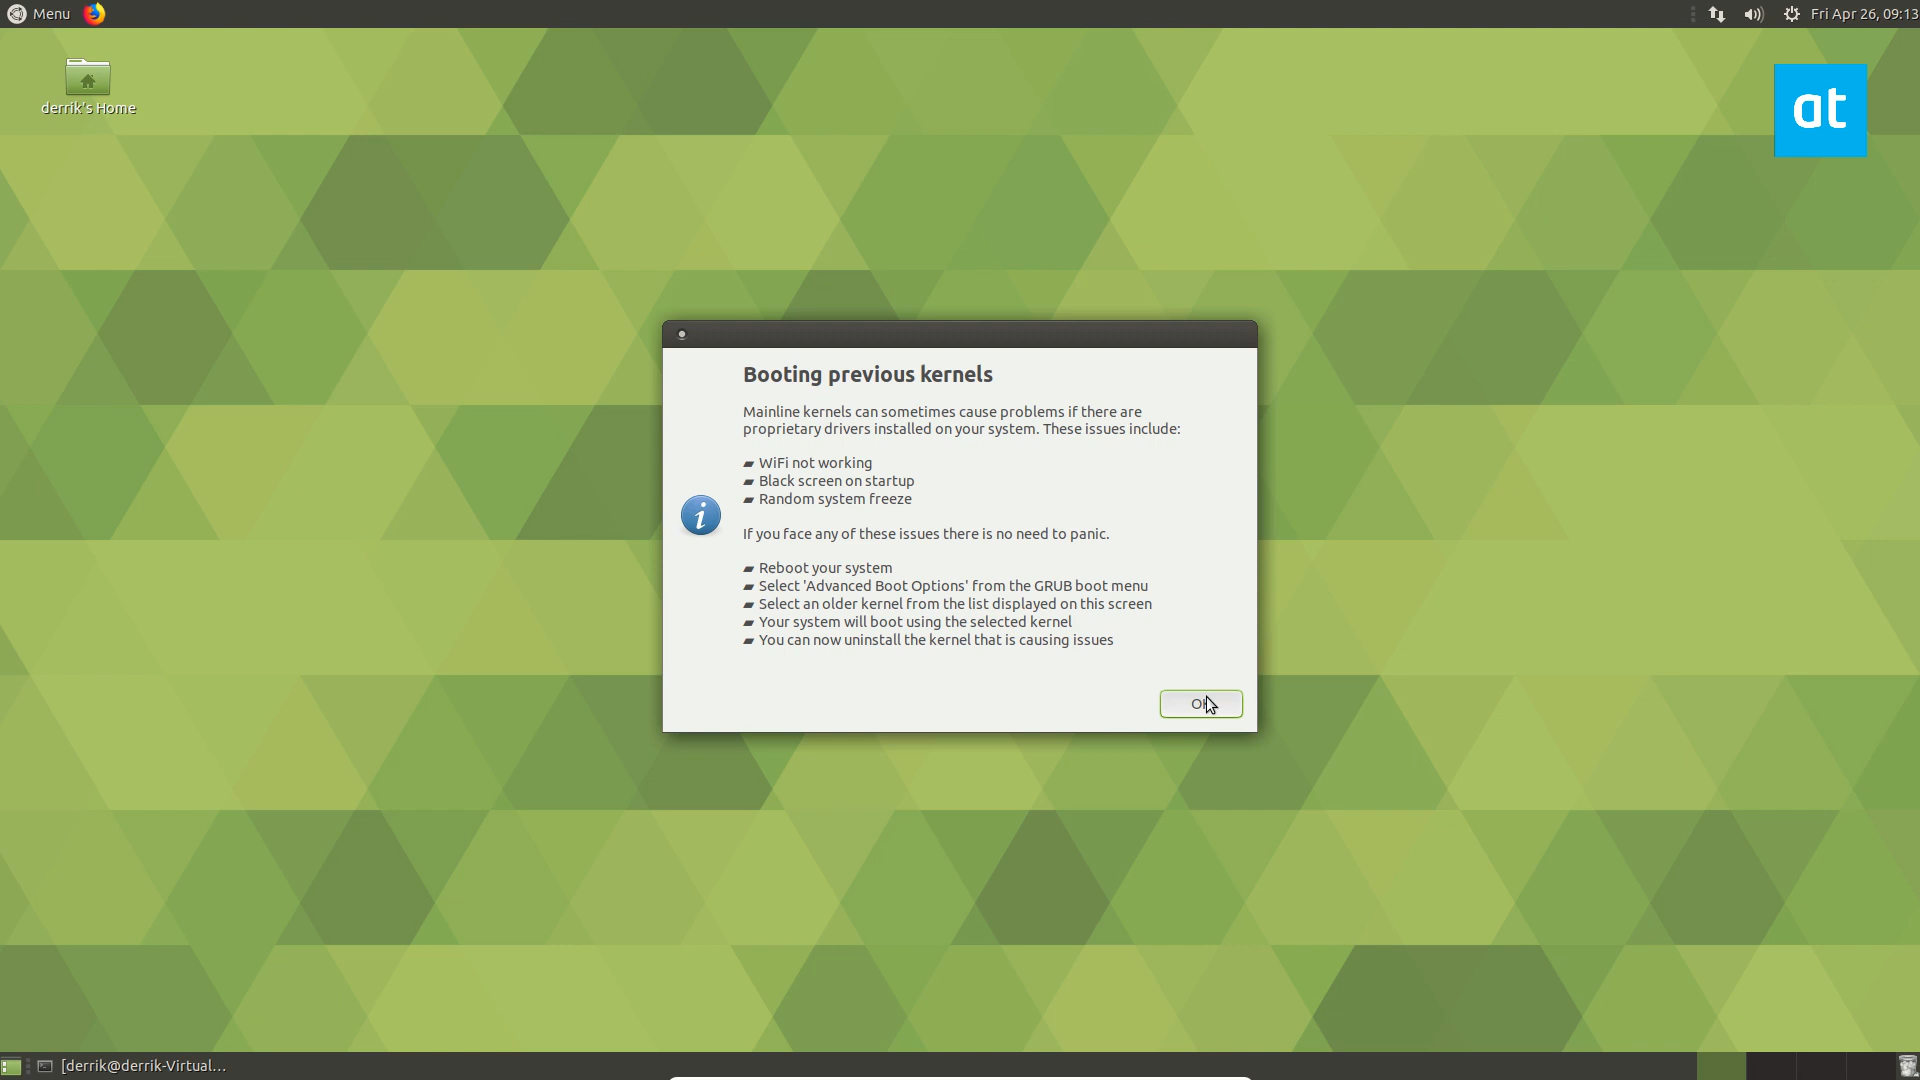 Menu
Fri Apr 26, 09:13
derrik's Home
at
Booting previous kernels
Mainline kernels can sometimes cause problems if there are
proprietary drivers installed on your system. These issues include:
▰ WiFi not working
▰ Black screen on startup
▰ Random system freeze
If you face any of these issues there is no need to panic.
▰ Reboot your system
▰ Select 'Advanced Boot Options' from the GRUB boot menu
▰ Select an older kernel from the list displayed on this screen
▰ Your system will boot using the selected kernel
▰ You can now uninstall the kernel that is causing issues
OK
[derrik@derrik-Virtual...